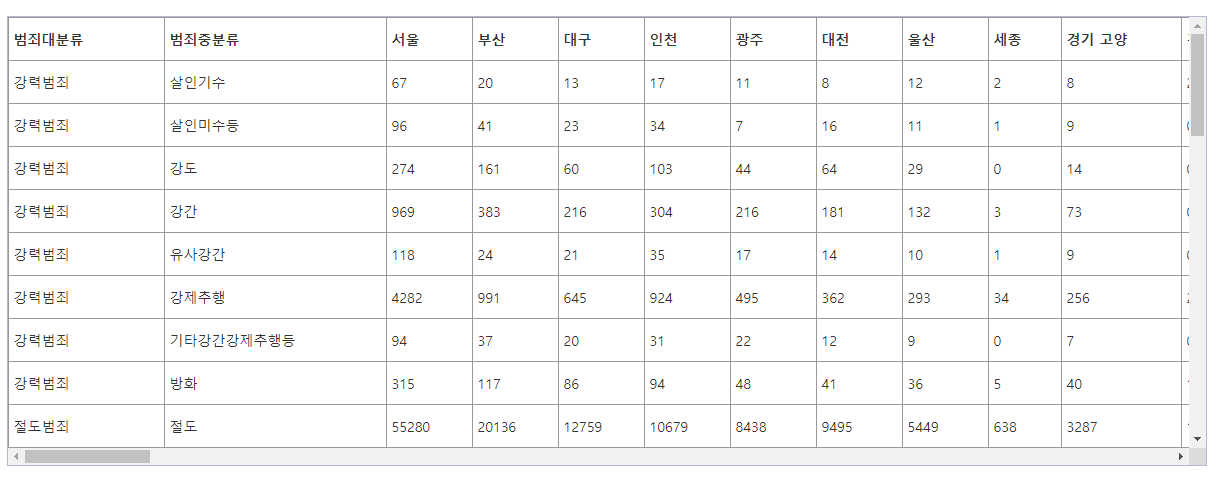 범죄대분류 범죄중분류 서울 부산 대구 인천 광주 대전 울산 세종 경기 고양
강력범죄 살인기수 67 20 13 17 11 8 12 2 8
강력범죄 살인미수등 96 41 23 34 7 16 11 1 9
강력범죄 강도 274 161 60 103 44 64 29 0 14
강력범죄 강간 969 383 216 304 216 181 132 3 73
강력범죄 유사강간 118 24 21 35 17 14 10 1 9
강력범죄 강제추행 4282 991 645 924 495 362 293 34 256
강력범죄 기타강간강제추행등 94 37 20 31 22 12 9 0 7
강력범죄 방화 315 117 86 94 48 41 36 5 40
절도범죄 절도 55280 20136 12759 10679 8438 9495 5449 638 3287